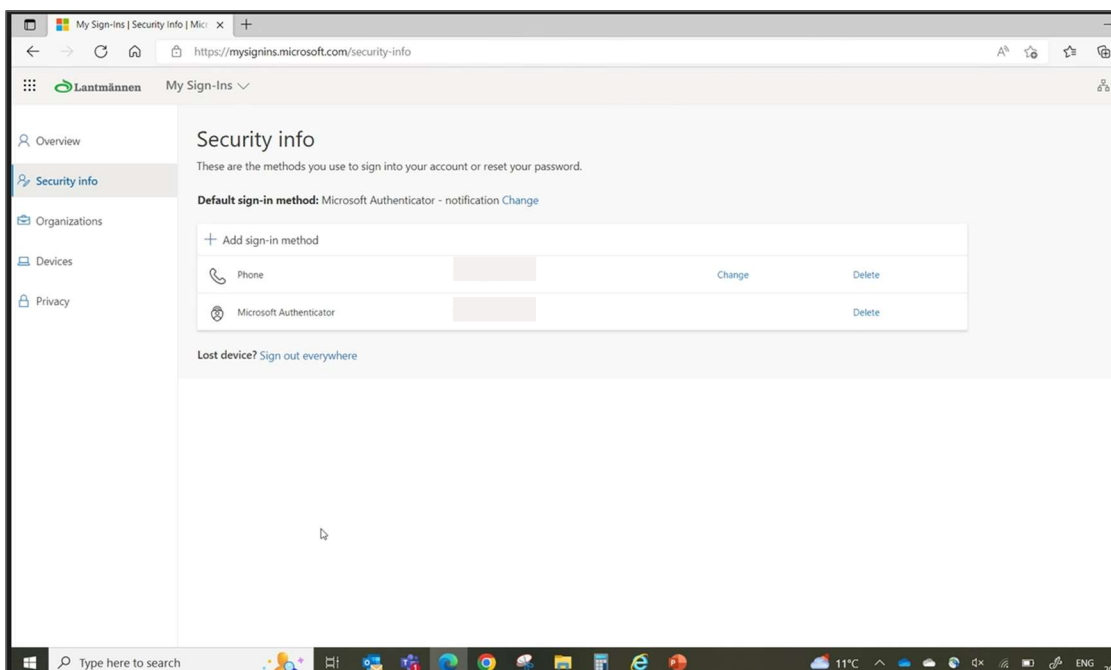 My Sign-Ins | Security Info | Micr
https://mysignins.microsoft.com/security-info
Lantmännen My Sign-Ins
Overview
Security info
Organizations
Devices
Privacy
Security info
These are the methods you use to sign into your account or reset your password.
Default sign-in method: Microsoft Authenticator - notification Change
Add sign-in method
Phone Change Delete
Microsoft Authenticator Delete
Lost device? Sign out everywhere
Type here to search
11°C
ENG